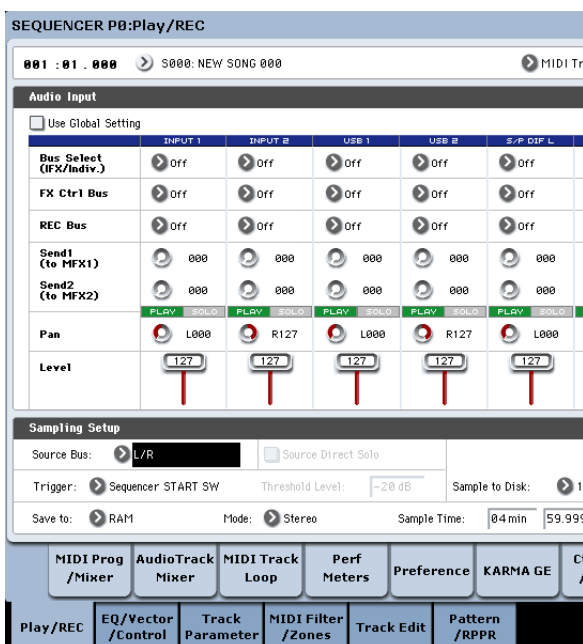 SEQUENCER P0:Play/REC
001 :01 . 000 S000: NEW SONG 000 MIDI Tr
Audio Input
Use Global Setting
INPUT 1 INPUT 2 USB 1 USB 2 S/P DIF L
Bus Select (IFX/Indiv.) Off Off Off Off Off
FX Ctrl Bus Off Off Off Off Off
REC Bus Off Off Off Off Off
Send1 (to MFX1) 000 000 000 000 000
Send2 (to MFX2) 000 000 000 000 000
PLAY SOLO PLAY SOLO PLAY SOLO PLAY SOLO PLAY SOLO
Pan L000 R127 L000 R127 L000
Level 127 127 127 127 127
Sampling Setup
Source Bus: L/R Source Direct Solo
Trigger: Sequencer START SW Threshold Level: -20 dB Sample to Disk: 1
Save to: RAM Mode: Stereo Sample Time: 04 min 59.999
MIDI Prog /Mixer AudioTrack Mixer MIDI Track Loop Perf Meters Preference KARMA GE
Play/REC EQ/Vector /Control Track Parameter MIDI Filter /Zones Track Edit Pattern /RPPR